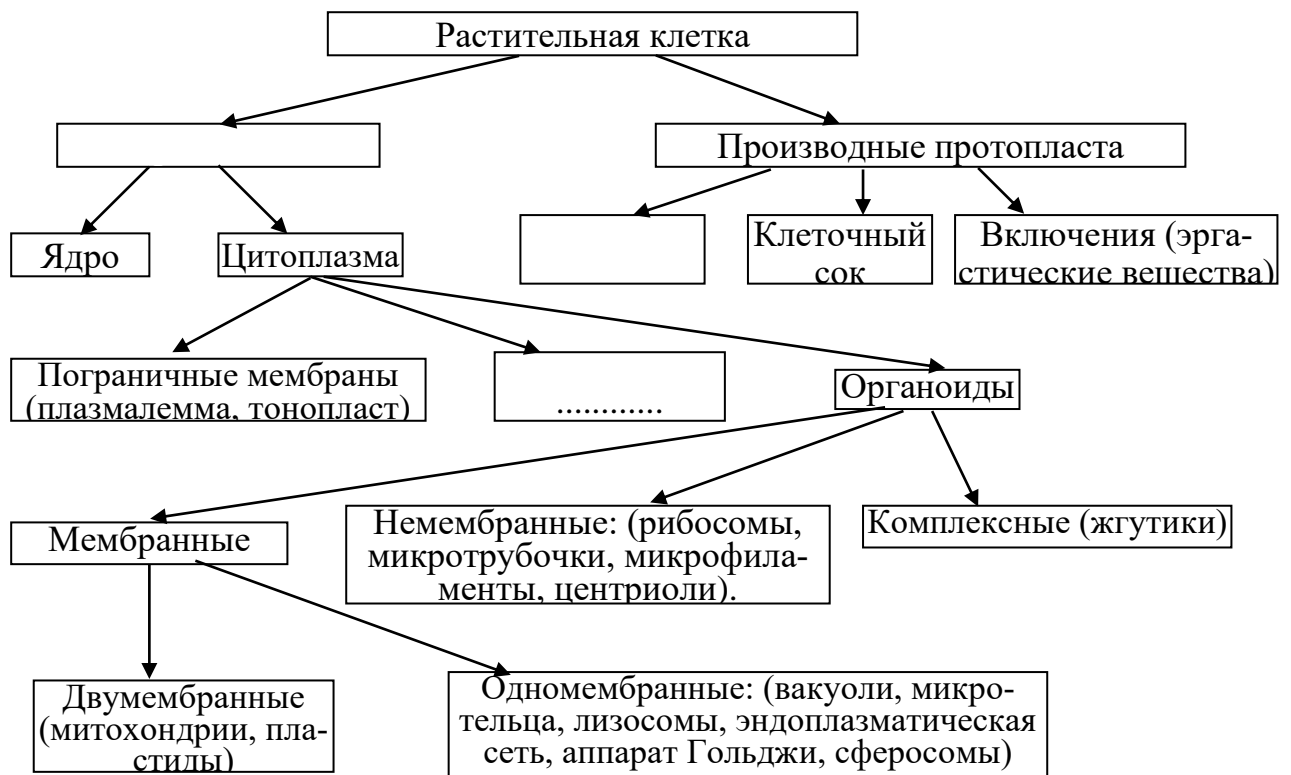 Растительная клетка
Производные протопласта
Ядро
Цитоплазма
Клеточный
сок
Включения (эрга-
стические вешества)
Пограничные мембраны
(плазмалемма, тонопласт)
............
Органоиды
Мембранные
Немембранные: (рибосомы,
микротрубочки, микрофила-
менты, центриоли).
Комплексные (жгутики)
Двумембранные
(митохондрии, пла-
стиды)
Одномембранные: (вакуоли, микро-
тельца, лизосомы, эндоплазматическая
сеть, аппарат Гольджи, сферосомы)